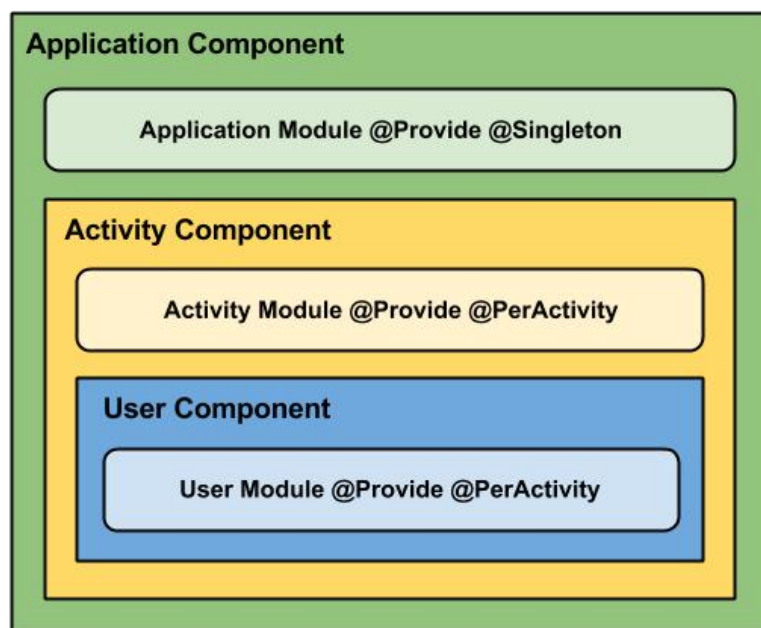 Application Component
Application Module @Provide @Singleton
Activity Component
Activity Module @Provide @PerActivity
User Component
User Module @Provide @PerActivity